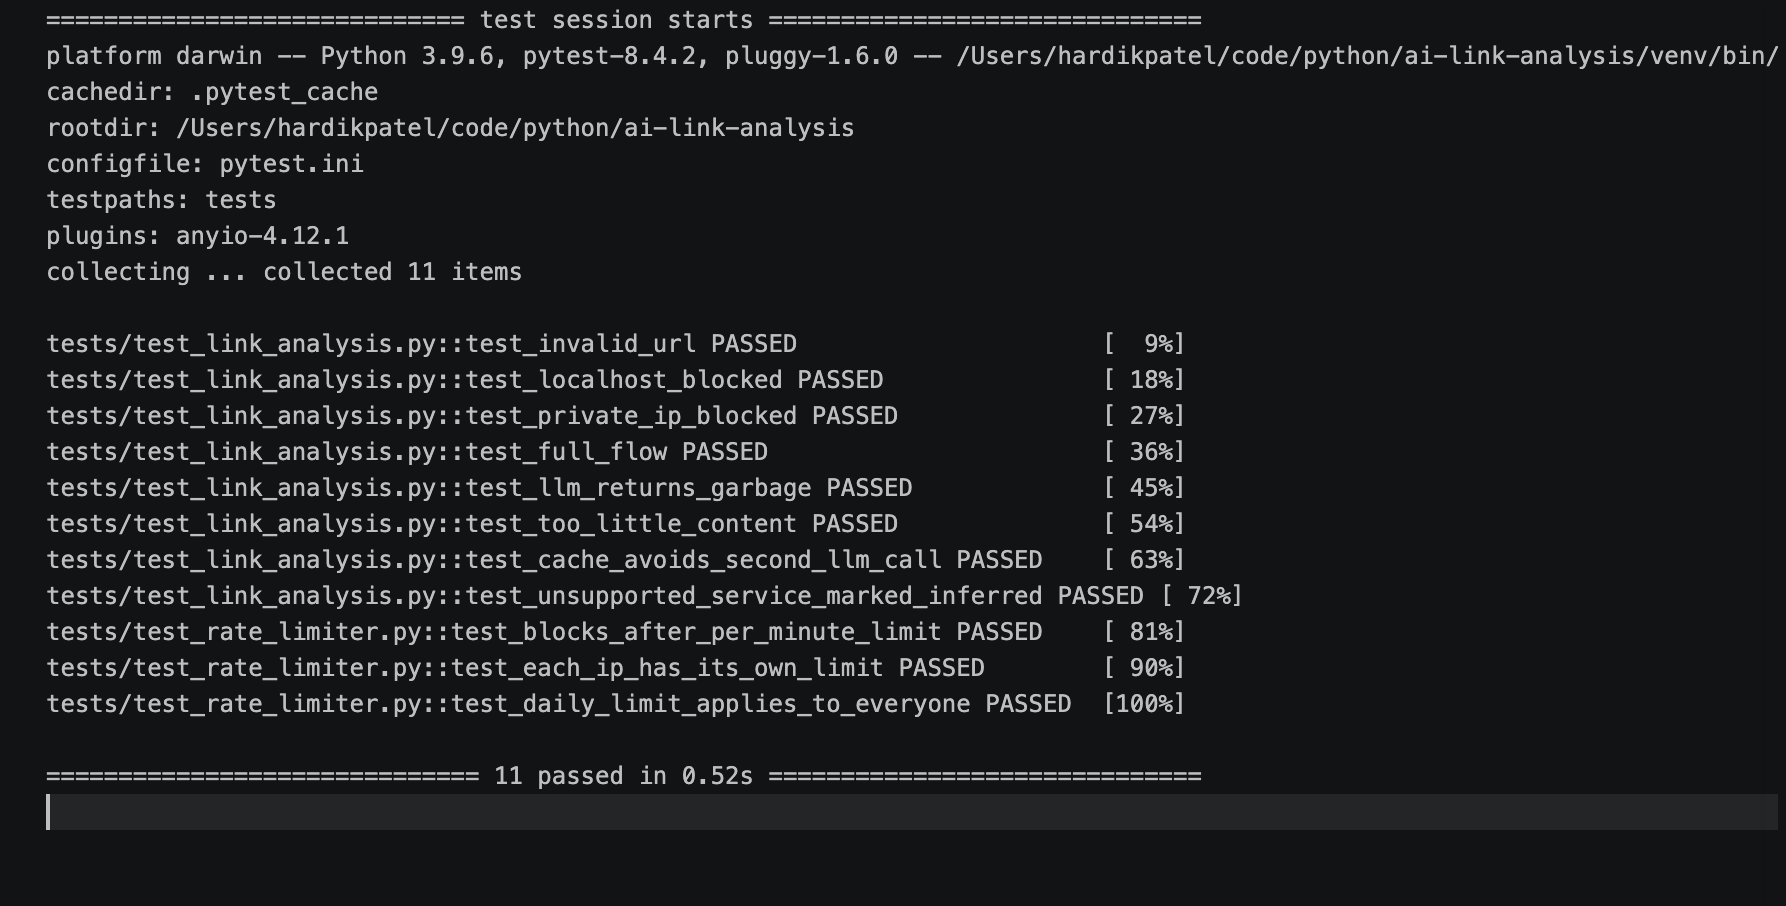 ============================= test session starts ==============================
platform darwin -- Python 3.9.6, pytest-8.4.2, pluggy-1.6.0 -- /Users/hardikpatel/code/python/ai-link-analysis/venv/bin/
cachedir: .pytest_cache
rootdir: /Users/hardikpatel/code/python/ai-link-analysis
configfile: pytest.ini
testpaths: tests
plugins: anyio-4.12.1
collecting ... collected 11 items

tests/test_link_analysis.py::test_invalid_url PASSED                     [  9%]
tests/test_link_analysis.py::test_localhost_blocked PASSED               [ 18%]
tests/test_link_analysis.py::test_private_ip_blocked PASSED              [ 27%]
tests/test_link_analysis.py::test_full_flow PASSED                       [ 36%]
tests/test_link_analysis.py::test_llm_returns_garbage PASSED             [ 45%]
tests/test_link_analysis.py::test_too_little_content PASSED              [ 54%]
tests/test_link_analysis.py::test_cache_avoids_second_llm_call PASSED    [ 63%]
tests/test_link_analysis.py::test_unsupported_service_marked_inferred PASSED [ 72%]
tests/test_rate_limiter.py::test_blocks_after_per_minute_limit PASSED    [ 81%]
tests/test_rate_limiter.py::test_each_ip_has_its_own_limit PASSED        [ 90%]
tests/test_rate_limiter.py::test_daily_limit_applies_to_everyone PASSED  [100%]

============================== 11 passed in 0.52s ==============================